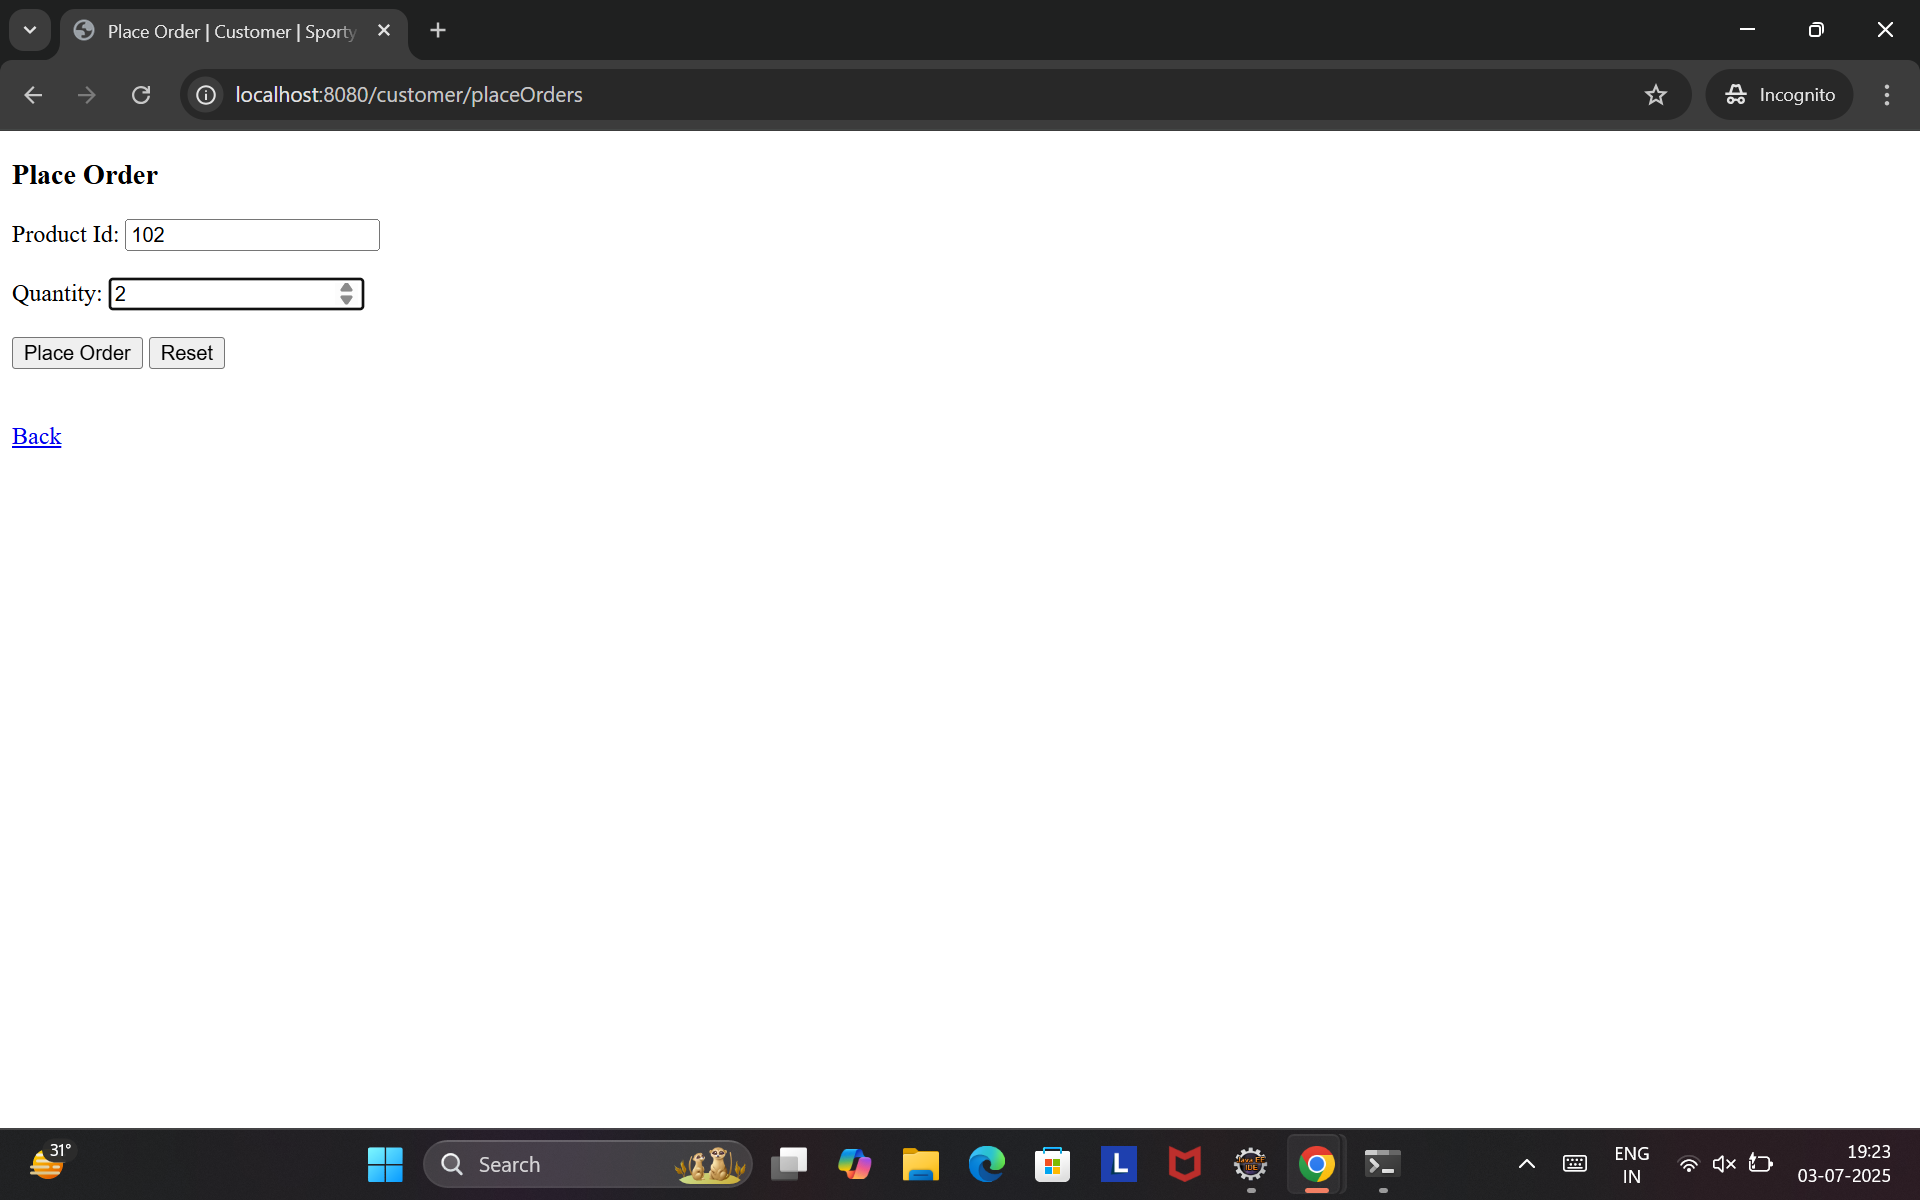 Place Order | Customer | Sporty
localhost:8080/customer/placeOrders
Incognito
Place Order
Product Id: 102
Quantity: 2
Place Order Reset
Back
31°
Search
L
ENG
IN
19:23
03-07-2025